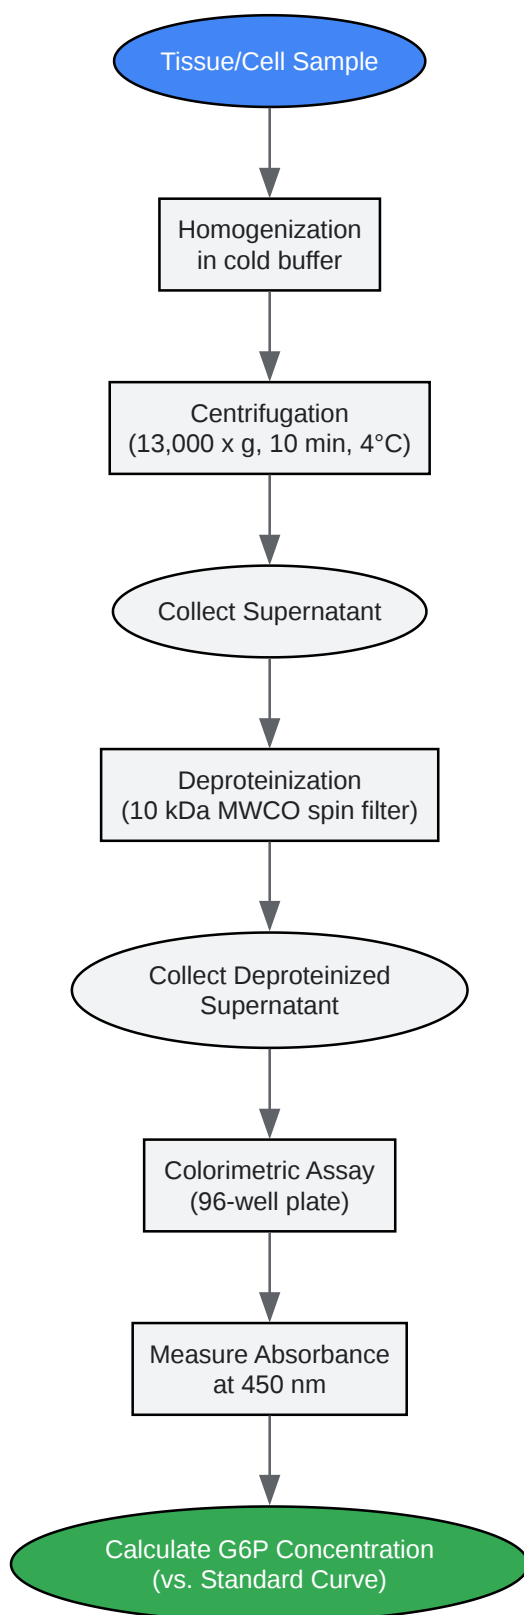 Tissue/Cell Sample
Homogenization
in cold buffer
Centrifugation
(13,000 x g, 10 min, 4°C)
Collect Supernatant
Deproteinization
(10 kDa MWCO spin filter)
Collect Deproteinized
Supernatant
Colorimetric Assay
(96-well plate)
Measure Absorbance
at 450 nm
Calculate G6P Concentration
(vs. Standard Curve)